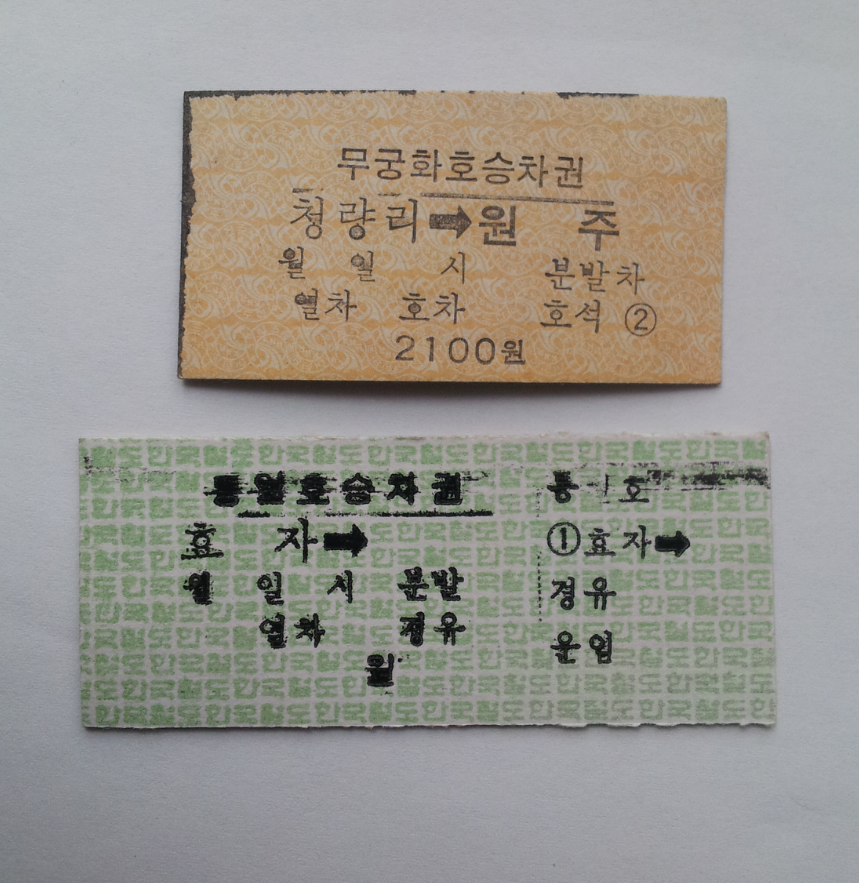 무궁화호승차권
청량리➡원 주
월 일 시 분발차
열차 호차 호석 ②
2100원
통일호승차권
효 자➡
월 일 시 분발
열차 경유
원
통 호
①효자➡
경유
운임